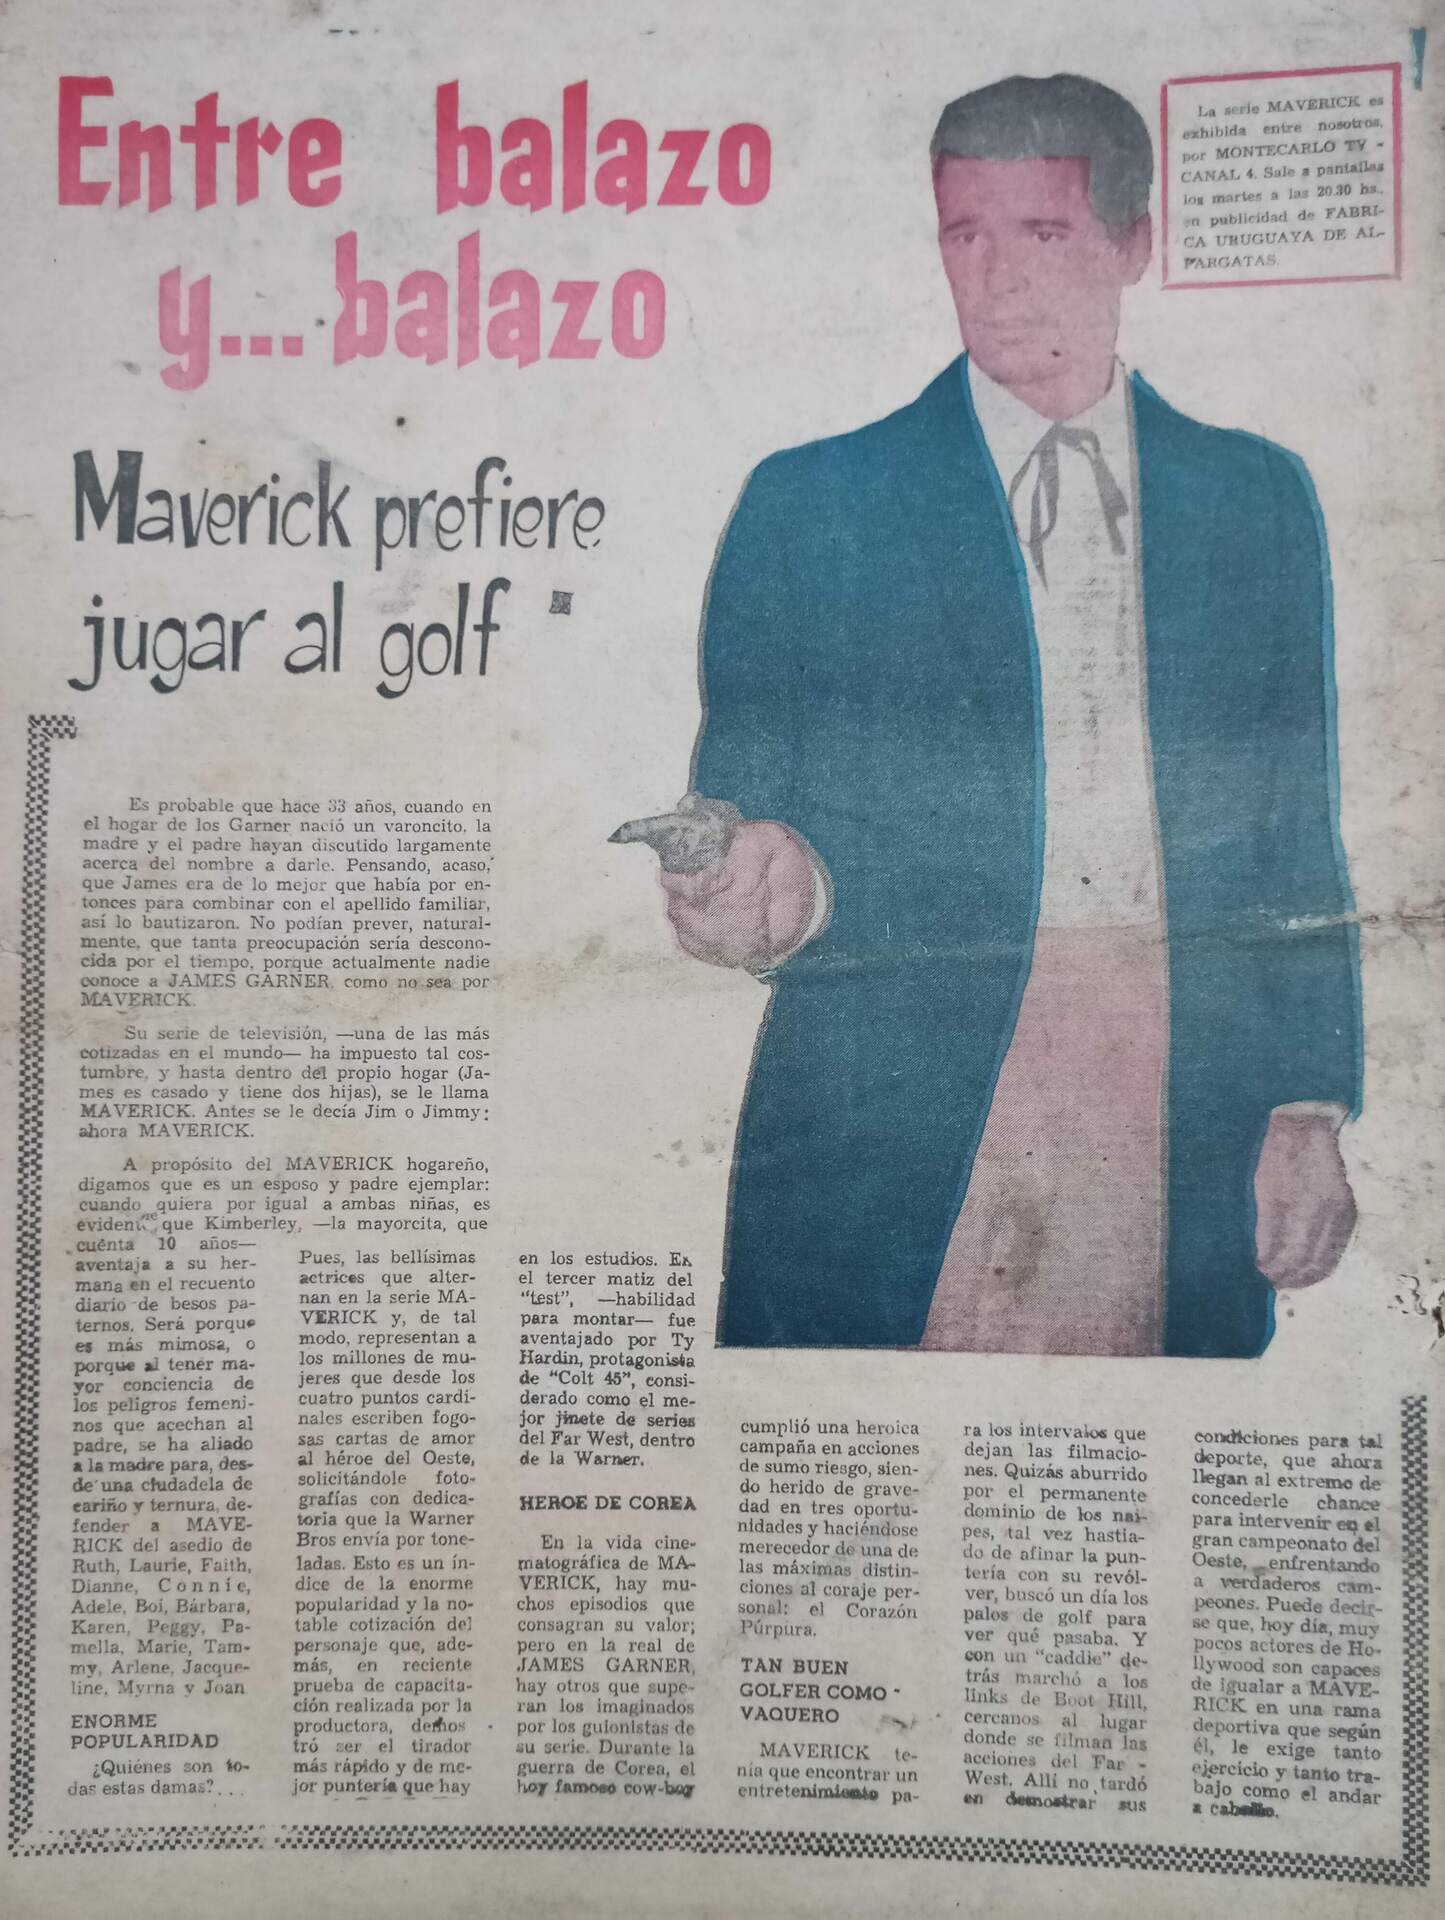 Entre balazo
y... balazo
La serie MAVERICK es
exhibida entre nosotros,
por MONTECARLO TV -
CANAL 4. Sale a pantallas
los martes a las 20.30 hs.,
en publicidad de FABRI-
CA URUGUAYA DE AL-
PARGATAS.
Maverick prefiere
jugar al golf
Es probable que hace 33 años, cuando en
el hogar de los Garner nació un varoncito, la
madre y el padre hayan discutido largamente
acerca del nombre a darle. Pensando, acaso,
que James era de lo mejor que había por en-
tonces para combinar con el apellido familiar,
así lo bautizaron. No podían prever, natural-
mente, que tanta preocupación sería descono-
cida por el tiempo, porque actualmente nadie
conoce a JAMES GARNER, como no sea por
MAVERICK.
Su serie de televisión, —una de las más
cotizadas en el mundo— ha impuesto tal cos-
tumbre, y hasta dentro del propio hogar (Ja-
mes es casado y tiene dos hijas), se le llama
MAVERICK. Antes se le decía Jim o Jimmy;
ahora MAVERICK.
A propósito del MAVERICK hogareño,
digamos que es un esposo y padre ejemplar:
cuando quiera por igual a ambas niñas, es
evidente que Kimberley, —la mayorcita, que
cuénta 10 años—
aventaja a su her-
mana en el recuento
diario de besos pa-
ternos. Será porque
es más mimosa, o
porque al tener ma-
yor conciencia de
los peligros femeni-
nos que acechan al
padre, se ha aliado
a la madre para, des-
de una ciudadela de
cariño y ternura, de-
fender a MAVE-
RICK del asedio de
Ruth, Laurie, Faith,
Dianne, Connie,
Adele, Boi, Bárbara,
Karen, Peggy, Pa-
mella, Marie, Tam-
my, Arlene, Jacque-
line, Myrna y Joan
ENORME
POPULARIDAD
¿Quiénes son to-
das estas damas?...
Pues, las bellísimas
actrices que alter-
nan en la serie MA-
VERICK y, de tal
modo, representan a
los millones de mu-
jeres que desde los
cuatro puntos cardi-
nales escriben fogo-
sas cartas de amor
al héroe del Oeste,
solicitándole foto-
grafías con dedica-
toria que la Warner
Bros envía por tone-
ladas. Esto es un ín-
dice de la enorme
popularidad y la no-
table cotización del
personaje que, ade-
más, en reciente
prueba de capacita-
ción realizada por la
productora, demos
tró ser el tirador
más rápido y de me-
jor puntería que hay
en los estudios. En
el tercer matiz del
"test", —habilidad
para montar— fue
aventajado por Ty
Hardin, protagonista
de "Colt 45", consi-
derado como el me-
jor jinete de series
del Far West, dentro
de la Warner.
HEROE DE COREA
En la vida cine-
matográfica de MA-
VERICK, hay mu-
chos episodios que
consagran su valor;
pero en la real de
JAMES GARNER,
hay otros que supe-
ran los imaginados
por los guionistas de
su serie. Durante la
guerra de Corea, el
hoy famoso cow-boy
cumplió una heroica
campaña en acciones
de sumo riesgo, sien-
do herido de grave-
dad en tres oportu-
nidades y haciéndose
merecedor de una de
las máximas distin-
ciones al coraje per-
sonal: el Corazón
Púrpura.
TAN BUEN
GOLFER COMO
VAQUERO
MAVERICK te-
nía que encontrar un
entretenimiento pa-
ra los intervalos que
dejan las filmacio-
nes. Quizás aburrido
por el permanente
dominio de los nai-
pes, tal vez hastia-
do de afinar la pun-
tería con su revól-
ver, buscó un día los
palos de golf para
ver qué pasaba. Y
con un "caddie" de-
trás marchó a los
links de Boot Hill,
cercanos al lugar
donde se filman las
acciones del Far -
West. Allí no tardó
en demostrar sus
condiciones para tal
deporte, que ahora
llegan al extremo de
concederle chance
para intervenir en el
gran campeonato del
Oeste, enfrentando
a verdaderos cam-
peones. Puede decir-
se que, hoy día, muy
pocos actores de Ho-
llywood son capaces
de igualar a MAVE-
RICK en una rama
deportiva que según
él, le exige tanto
ejercicio y tanto tra-
bajo como el andar
a caballo.